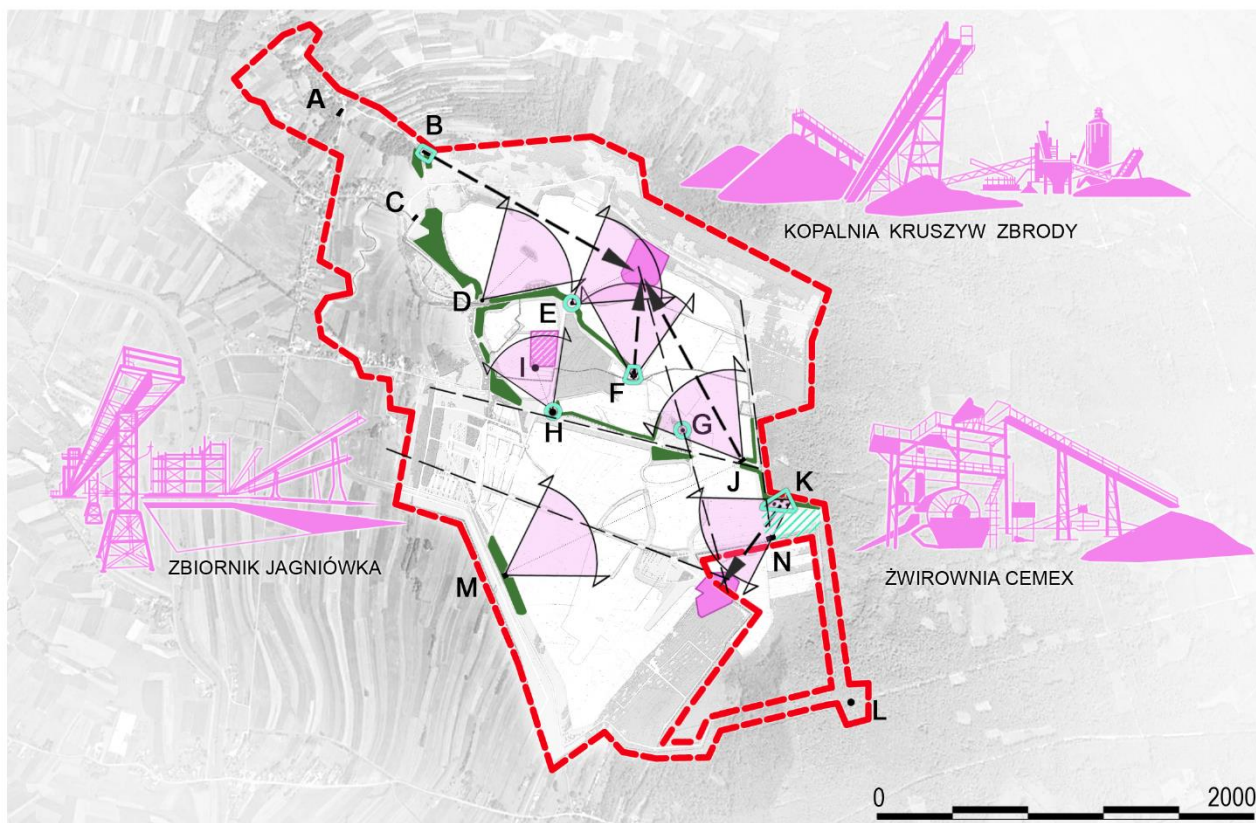 A
B
KOPALNIA KRUSZYW ZBRODY
C
D
E
I
F
H
G
J
K
N
ZBIORNIK JAGNIÓWKA
M
ŻWIROWNIA CEMEX
L
0 2000